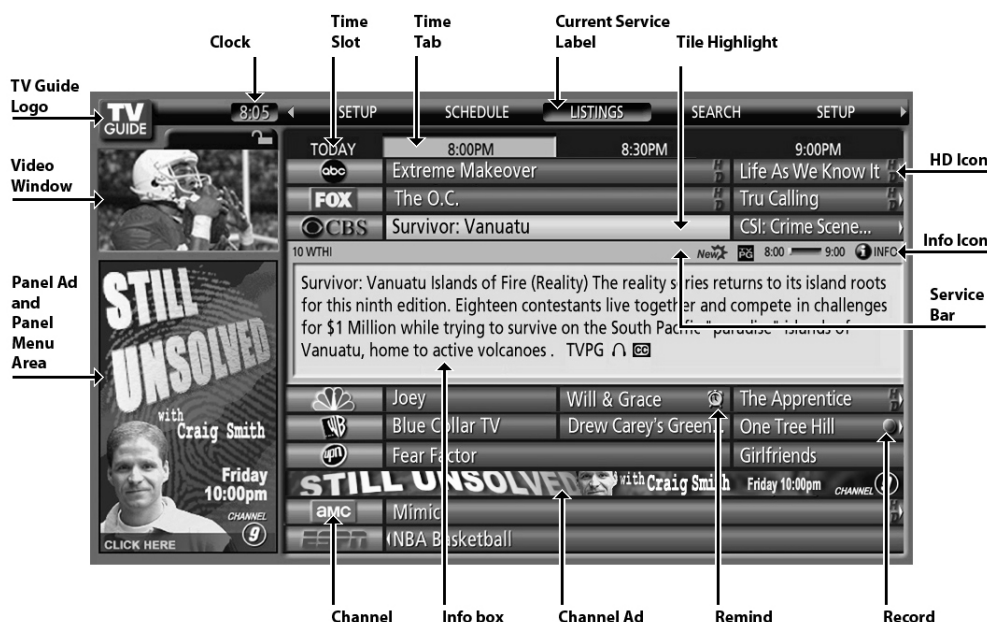 Time Slot
Time Tab
Current Service Label
Clock
Tile Highlight
TV Guide Logo
TV GUIDE
8:05
SETUP
SCHEDULE
LISTINGS
SEARCH
SETUP
TODAY
8:00PM
8:30PM
9:00PM
Video Window
abc
Extreme Makeover
HD
Life As We Know It
HD
HD Icon
FOX
The O.C.
HD
Tru Calling
HD
CBS
Survivor: Vanuatu
CSI: Crime Scene...
Info Icon
10 WTHI
New
TV PG
8:00
9:00
INFO
Panel Ad and Panel Menu Area
Survivor: Vanuatu Islands of Fire (Reality) The reality series returns to its island roots
for this ninth edition. Eighteen contestants live together and compete in challenges
for $1 Million while trying to survive on the South Pacific "paradise" islands of
Vanuatu, home to active volcanoes . TVPG CC
Service Bar
STILL
UNSOLVED
with
Craig Smith
Friday
10:00pm
CHANNEL
9
CLICK HERE
Joey
Will & Grace
The Apprentice
HD
WB
Blue Collar TV
Drew Carey's Green...
One Tree Hill
upn
Fear Factor
Girlfriends
STILL UNSOLVED with Craig Smith Friday 10:00pm CHANNEL 9
amc
Mimic
HD
ESPN
NBA Basketball
Channel
Info box
Channel Ad
Remind
Record